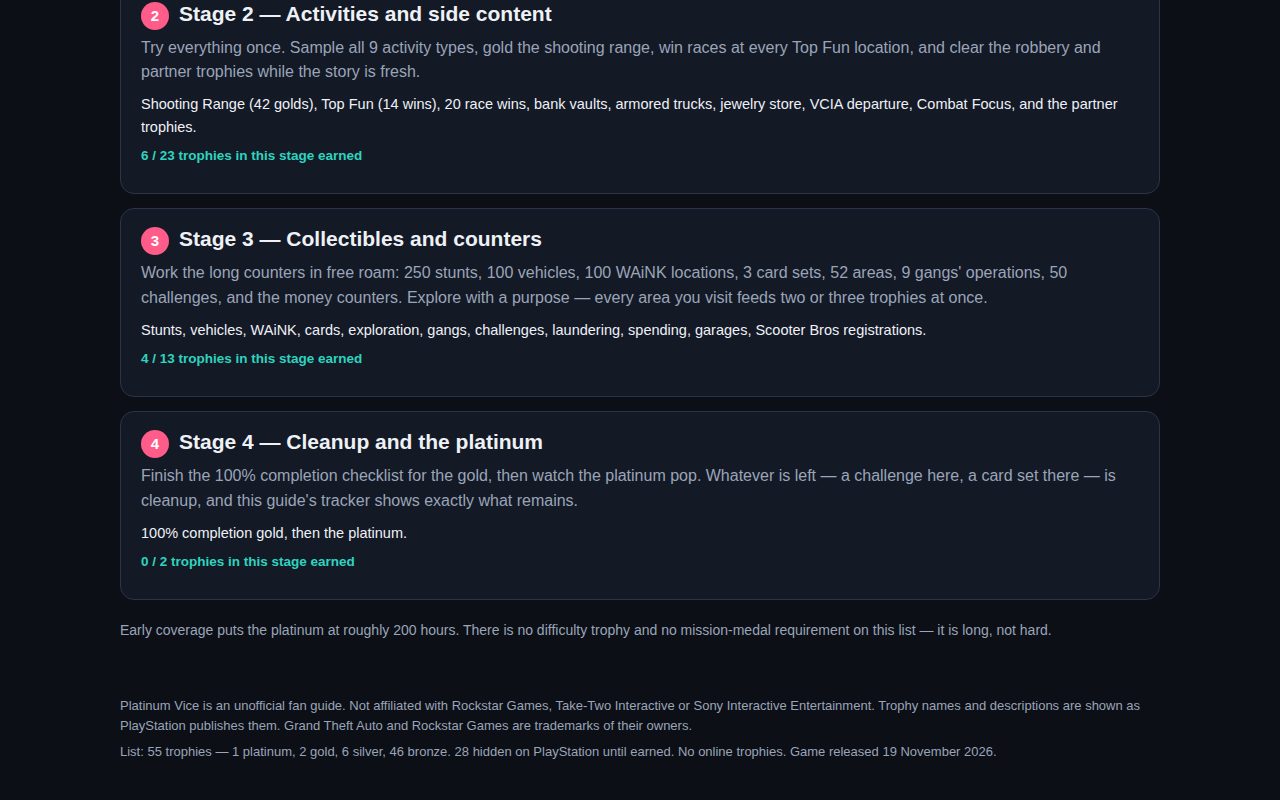 2 Stage 2 — Activities and side content
Try everything once. Sample all 9 activity types, gold the shooting range, win races at every Top Fun location, and clear the robbery and
partner trophies while the story is fresh.
Shooting Range (42 golds), Top Fun (14 wins), 20 race wins, bank vaults, armored trucks, jewelry store, VCIA departure, Combat Focus, and the partner
trophies.
6 / 23 trophies in this stage earned
3 Stage 3 — Collectibles and counters
Work the long counters in free roam: 250 stunts, 100 vehicles, 100 WAiNK locations, 3 card sets, 52 areas, 9 gangs' operations, 50
challenges, and the money counters. Explore with a purpose — every area you visit feeds two or three trophies at once.
Stunts, vehicles, WAiNK, cards, exploration, gangs, challenges, laundering, spending, garages, Scooter Bros registrations.
4 / 13 trophies in this stage earned
4 Stage 4 — Cleanup and the platinum
Finish the 100% completion checklist for the gold, then watch the platinum pop. Whatever is left — a challenge here, a card set there — is
cleanup, and this guide's tracker shows exactly what remains.
100% completion gold, then the platinum.
0 / 2 trophies in this stage earned
Early coverage puts the platinum at roughly 200 hours. There is no difficulty trophy and no mission-medal requirement on this list — it is long, not hard.
Platinum Vice is an unofficial fan guide. Not affiliated with Rockstar Games, Take-Two Interactive or Sony Interactive Entertainment. Trophy names and descriptions are shown as
PlayStation publishes them. Grand Theft Auto and Rockstar Games are trademarks of their owners.
List: 55 trophies — 1 platinum, 2 gold, 6 silver, 46 bronze. 28 hidden on PlayStation until earned. No online trophies. Game released 19 November 2026.